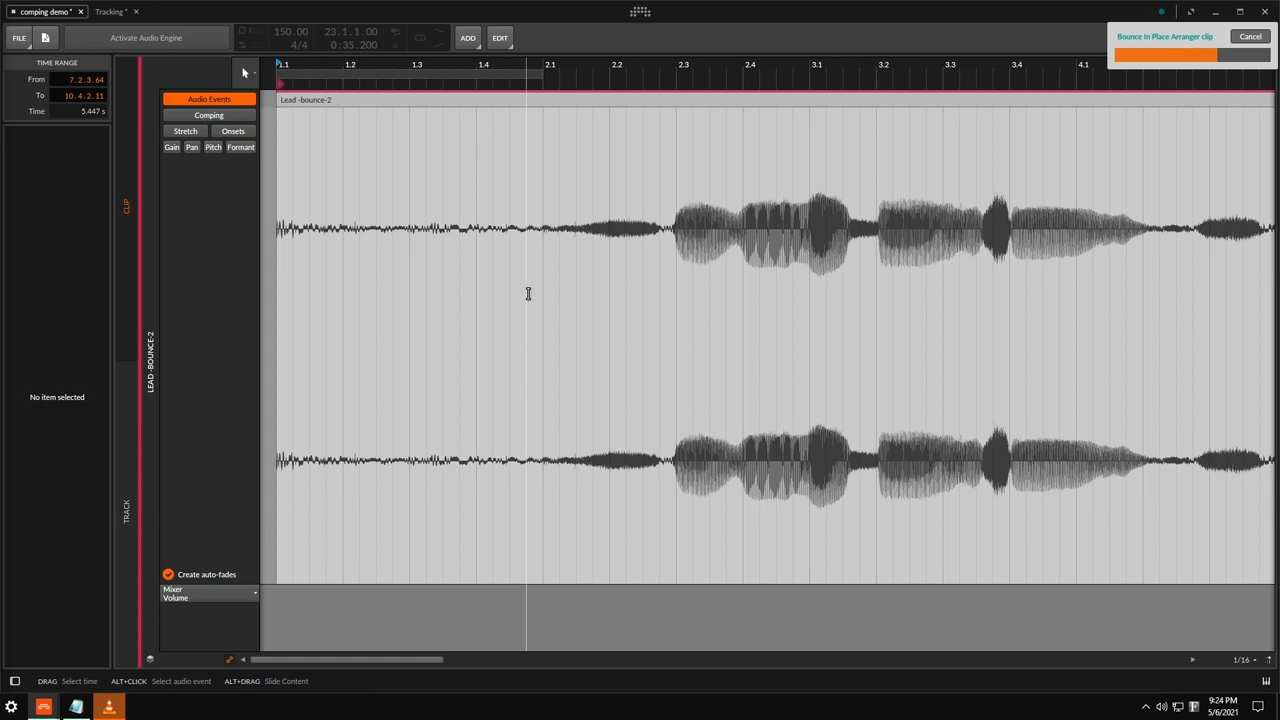 comping demo *
Tracking *
FILE
Activate Audio Engine
150.00
4/4
23.1.1.00
0:35.200
ADD
EDIT
Bounce In Place Arranger clip
Cancel
TIME RANGE
From 7.2.3.64
To 10.4.2.11
Time 5.447 s
No item selected
CLIP
LEAD -BOUNCE-2
TRACK
1.1 1.2 1.3 1.4 2.1 2.2 2.3 2.4 3.1 3.2 3.3 3.4 4.1
Lead -bounce-2
Audio Events
Comping
Stretch Onsets
Gain Pan Pitch Formant
Create auto-fades
Mixer
Volume
1/16
DRAG Select time ALT+CLICK Select audio event ALT+DRAG Slide Content
9:24 PM
5/6/2021